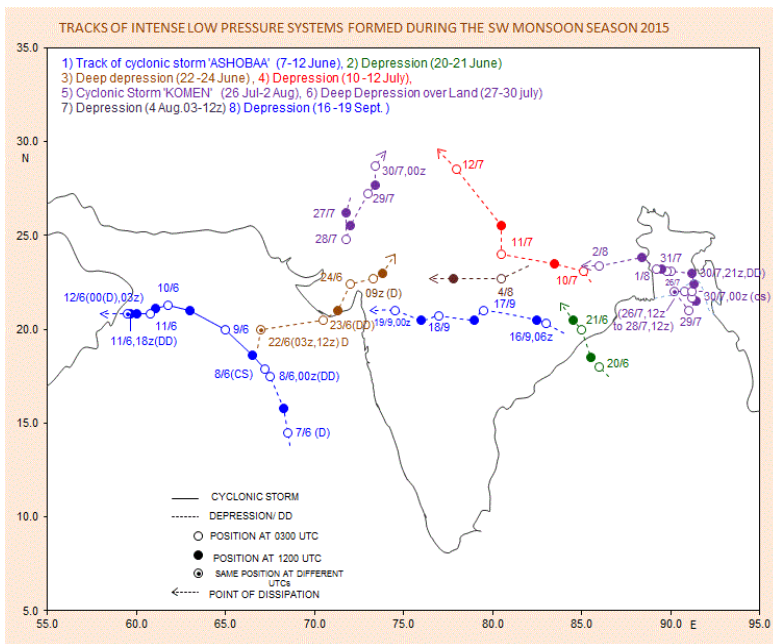 TRACKS OF INTENSE LOW PRESSURE SYSTEMS FORMED DURING THE SW MONSOON SEASON 2015
35.0
1) Track of cyclonic storm 'ASHOBAA' (7-12 June), 2) Depression (20-21 June)
3) Deep depression (22-24 June) , 4) Depression (10-12 July),
5) Cyclonic Storm 'KOMEN' (26 Jul-2 Aug), 6) Deep Depression over Land (27-30 july)
7) Depression (4 Aug.03-12z) 8) Depression (16-19 Sept.)
30.0
N
30/7,00z
29/7
27/7
28/7
12/7
25.0
11/7
10/7
2/8
1/8
31/7
30/7,21z,DD)
26/7
30/7,00z (cs)
(26/7,12z
to 28/7,12z)
29/7
24/6
09z (D)
4/8
12/6(00(D),03z)
10/6
11/6
11/6,18z(DD)
9/6
20.0
23/6(DD)
22/6(03z,12z) D
19/9,00z
18/9
17/9
16/9,06z
21/6
20/6
8/6(CS)
8/6,00z(DD)
7/6 (D)
15.0
CYCLONIC STORM
DEPRESSION/ DD
POSITION AT 0300 UTC
POSITION AT 1200 UTC
SAME POSITION AT DIFFERENT
UTCs
POINT OF DISSIPATION
10.0
5.0
55.0 60.0 65.0 70.0 75.0 80.0 85.0 90.0 E 95.0